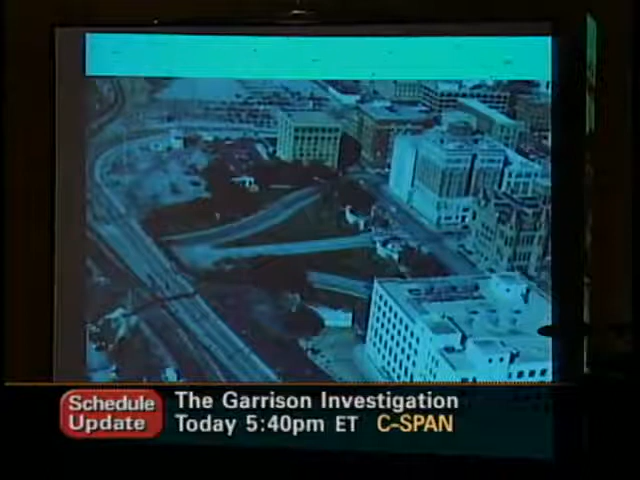 Schedule
Update
The Garrison Investigation
Today 5:40pm ET C-SPAN